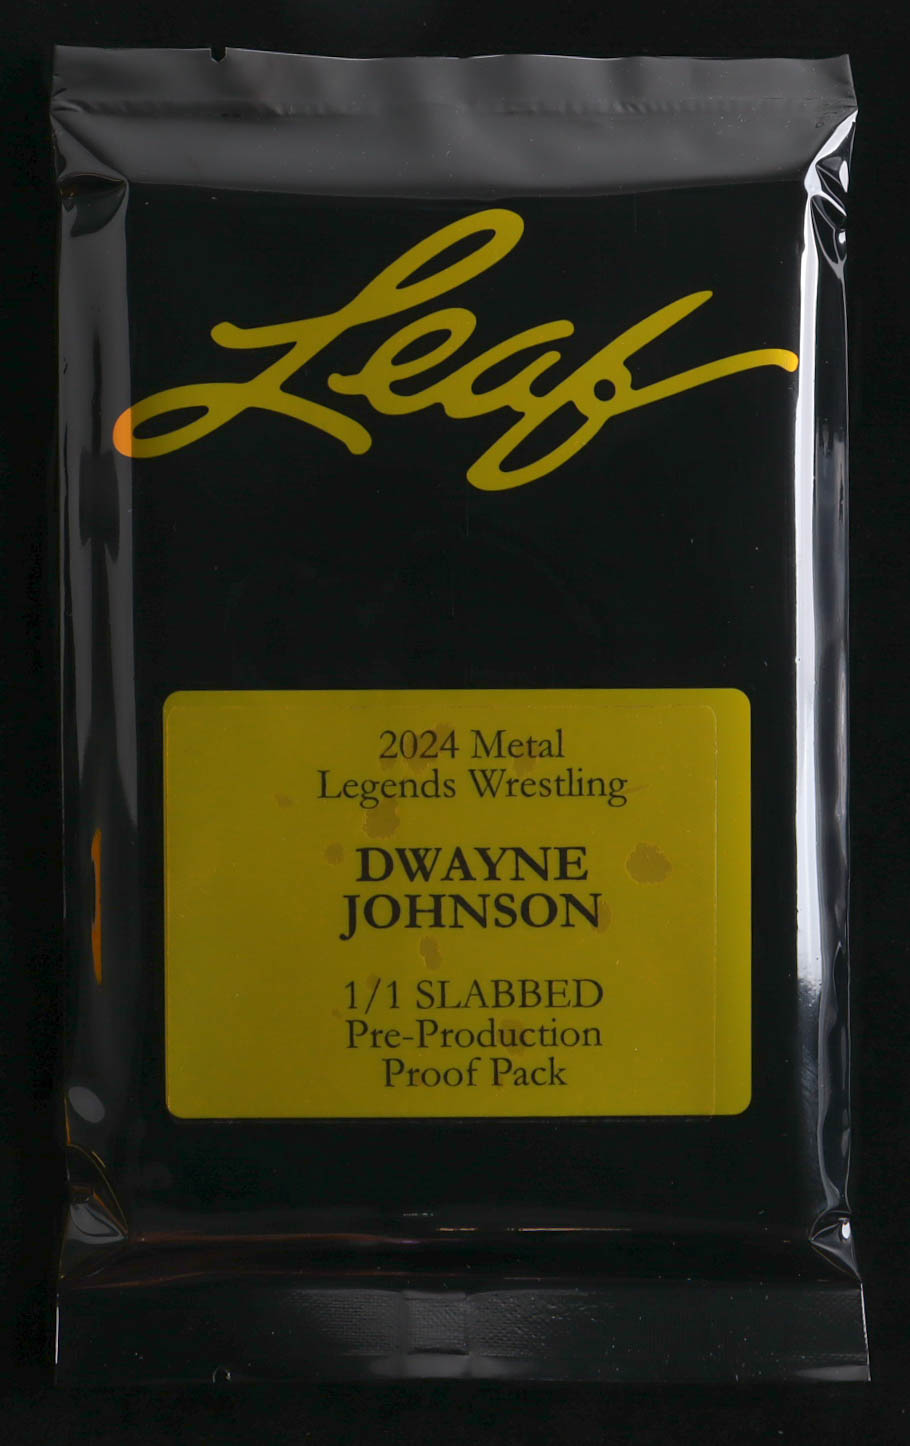 Leaf
2024 Metal
Legends Wrestling
DWAYNE
JOHNSON
1/1 SLABBED
Pre-Production
Proof Pack